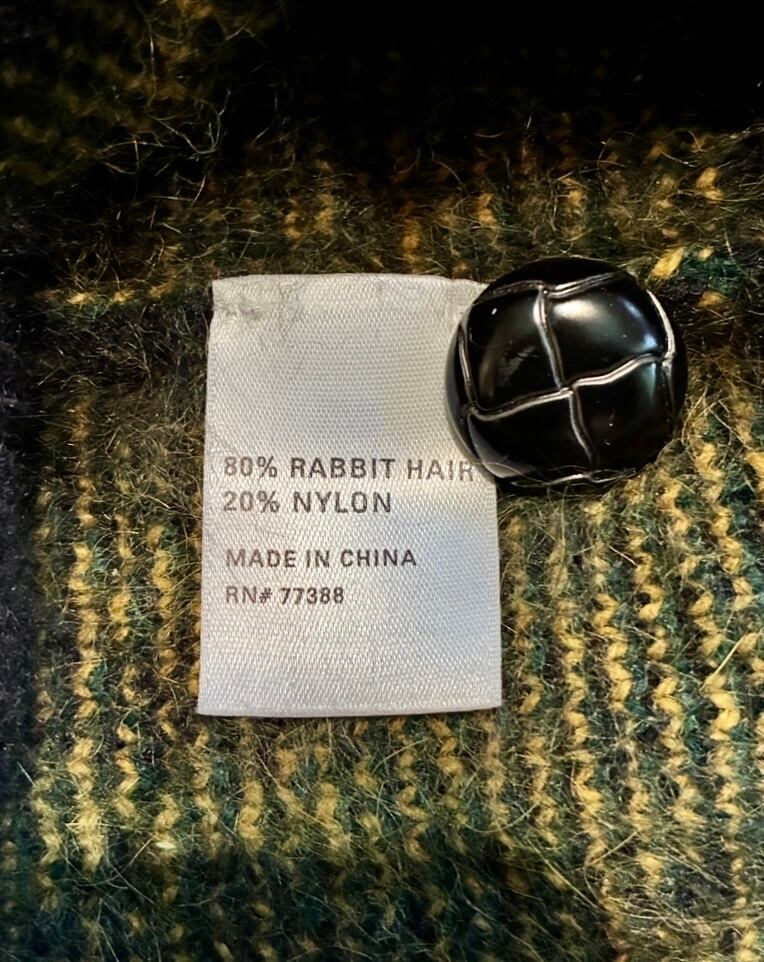 80% RABBIT HAIR
20% NYLON
MADE IN CHINA
RN# 77388